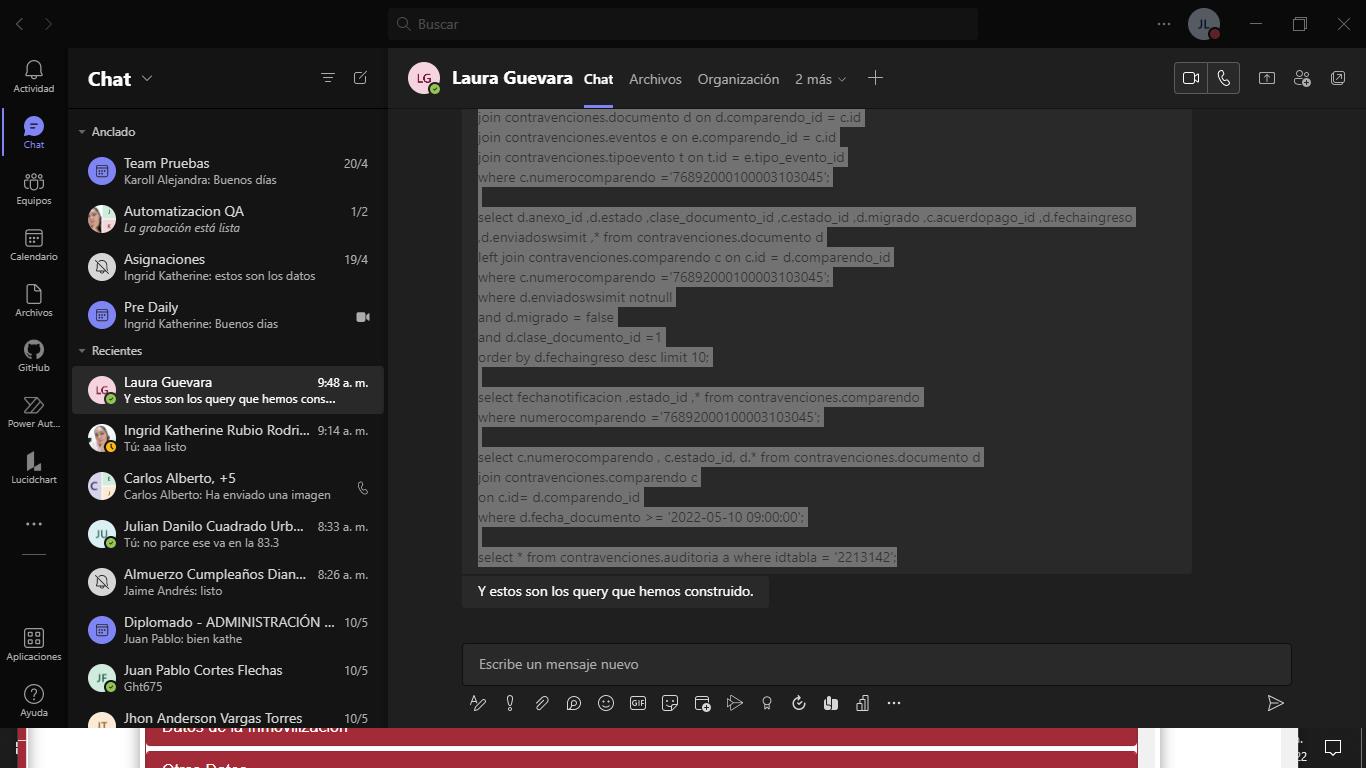 Buscar
JL
Actividad
Chat
Equipos
Calendario
Archivos
GitHub
Power Aut...
Lucidchart
Aplicaciones
Ayuda
Chat
Anclado
Team Pruebas 20/4
Karoll Alejandra: Buenos días
Automatizacion QA 1/2
La grabación está lista
Asignaciones 19/4
Ingrid Katherine: estos son los datos
Pre Daily
Ingrid Katherine: Buenos dias
Recientes
LG Laura Guevara 9:48 a. m.
Y estos son los query que hemos cons...
Ingrid Katherine Rubio Rodri... 9:14 a. m.
Tú: aaa listo
C Carlos Alberto, +5
Carlos Alberto: Ha enviado una imagen
JU Julian Danilo Cuadrado Urb... 8:33 a. m.
Tú: no parce ese va en la 83.3
Almuerzo Cumpleaños Dian... 8:26 a. m.
Jaime Andrés: listo
Diplomado - ADMINISTRACIÓN ... 10/5
Juan Pablo: bien kathe
JF Juan Pablo Cortes Flechas 10/5
Ght675
JT Jhon Anderson Vargas Torres 10/5
LG Laura Guevara Chat Archivos Organización 2 más
join contravenciones.documento d on d.comparendo_id = c.id
join contravenciones.eventos e on e.comparendo_id = c.id
join contravenciones.tipoevento t on t.id = e.tipo_evento_id
where c.numerocomparendo ='76892000100003103045';
select d.anexo_id ,d.estado ,clase_documento_id ,c.estado_id ,d.migrado ,c.acuerdopago_id ,d.fechaingreso
,d.enviadoswsimit ,* from contravenciones.documento d
left join contravenciones.comparendo c on c.id = d.comparendo_id
where c.numerocomparendo ='76892000100003103045';
where d.enviadoswsimit notnull
and d.migrado = false
and d.clase_documento_id =1
order by d.fechaingreso desc limit 10;
select fechanotificacion ,estado_id ,* from contravenciones.comparendo
where numerocomparendo ='76892000100003103045';
select c.numerocomparendo , c.estado_id, d.* from contravenciones.documento d
join contravenciones.comparendo c
on c.id= d.comparendo_id
where d.fecha_documento >= '2022-05-10 09:00:00';
select * from contravenciones.auditoria a where idtabla = '2213142';
Y estos son los query que hemos construido.
Escribe un mensaje nuevo
GIF
Datos de la Inmovilización
Otros Datos
22